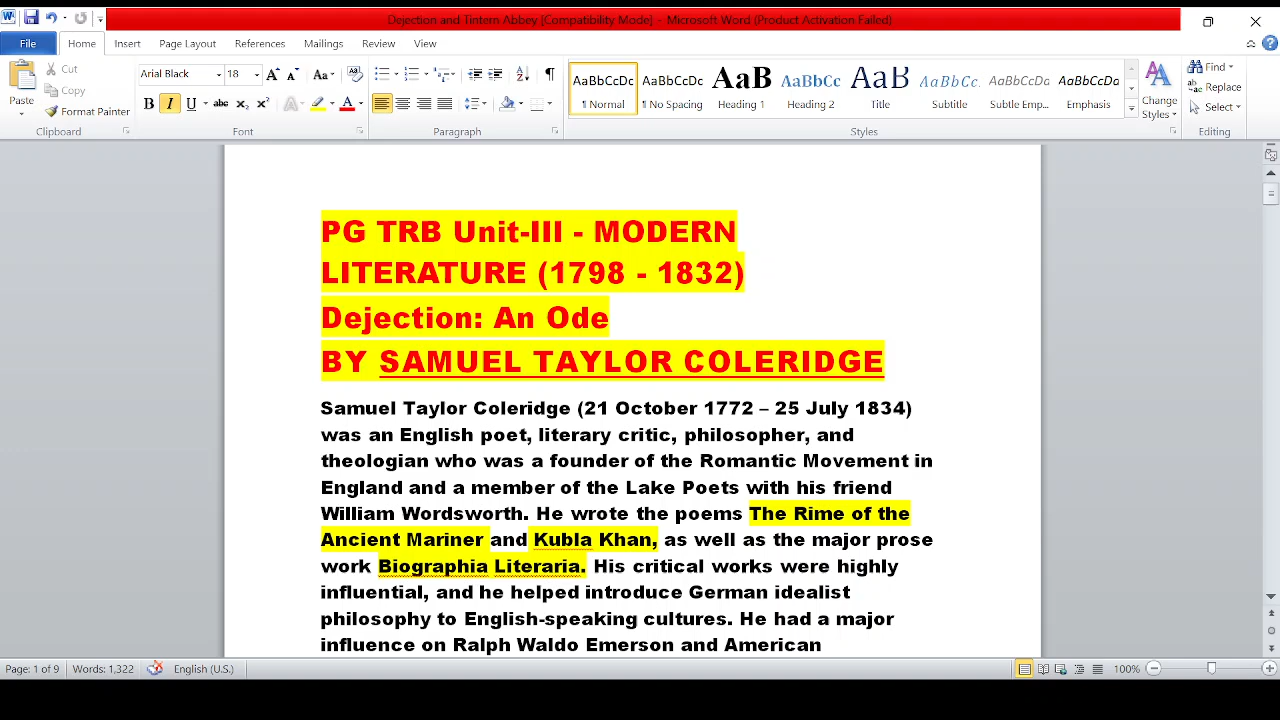 Dejection and Tintern Abbey [Compatibility Mode] - Microsoft Word (Product Activation Failed)
File Home Insert Page Layout References Mailings Review View
Paste
Cut
Copy
Format Painter
Clipboard
Arial Black 18
Font
Paragraph
AaBbCcDc AaBbCcDc AaB AaBbCc AaB AaBbCc. AaBbCcDc AaBbCcDc
¶ Normal ¶ No Spacing Heading 1 Heading 2 Title Subtitle Subtle Emp... Emphasis
Change Styles
Styles
Find
Replace
Select
Editing
PG TRB Unit-III - MODERN
LITERATURE (1798 - 1832)
Dejection: An Ode
BY SAMUEL TAYLOR COLERIDGE
Samuel Taylor Coleridge (21 October 1772 – 25 July 1834)
was an English poet, literary critic, philosopher, and
theologian who was a founder of the Romantic Movement in
England and a member of the Lake Poets with his friend
William Wordsworth. He wrote the poems The Rime of the
Ancient Mariner and Kubla Khan, as well as the major prose
work Biographia Literaria. His critical works were highly
influential, and he helped introduce German idealist
philosophy to English-speaking cultures. He had a major
influence on Ralph Waldo Emerson and American
Page: 1 of 9 Words: 1,322 English (U.S.) 100%